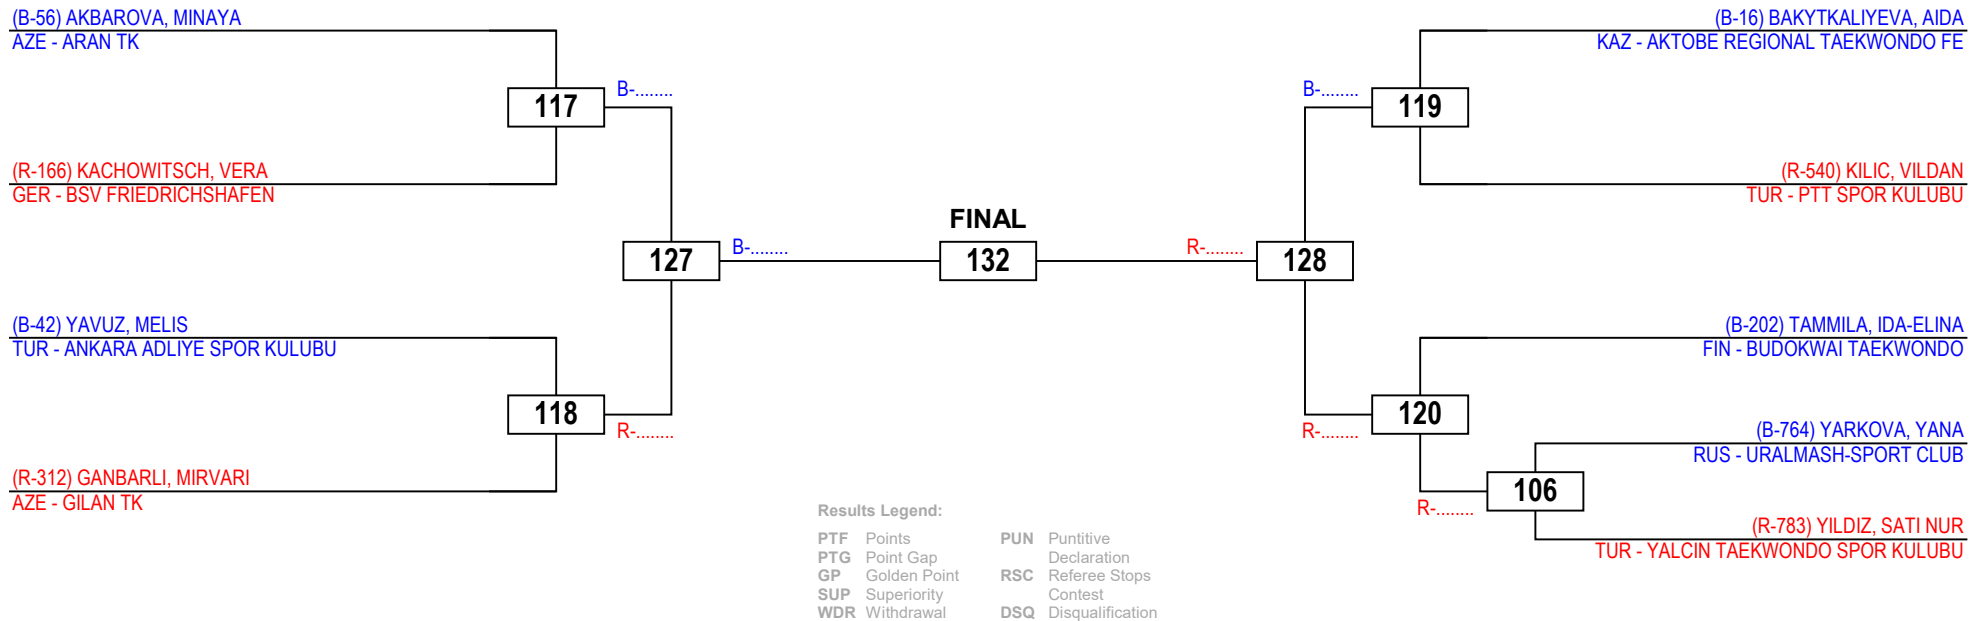 (B-56) AKBAROVA, MINAYA
AZE - ARAN TK
117
B-........
(R-166) KACHOWITSCH, VERA
GER - BSV FRIEDRICHSHAFEN
127
B-........
(B-42) YAVUZ, MELIS
TUR - ANKARA ADLIYE SPOR KULUBU
118
R-........
(R-312) GANBARLI, MIRVARI
AZE - GILAN TK
FINAL
132
(B-16) BAKYTKALIYEVA, AIDA
KAZ - AKTOBE REGIONAL TAEKWONDO FE
B-........
119
(R-540) KILIC, VILDAN
TUR - PTT SPOR KULUBU
R-........
128
(B-202) TAMMILA, IDA-ELINA
FIN - BUDOKWAI TAEKWONDO
120
R-........
(B-764) YARKOVA, YANA
RUS - URALMASH-SPORT CLUB
106
R-........
(R-783) YILDIZ, SATI NUR
TUR - YALCIN TAEKWONDO SPOR KULUBU
Results Legend:
PTF Points
PTG Point Gap
GP Golden Point
SUP Superiority
WDR Withdrawal
PUN Puntitive
Declaration
RSC Referee Stops
Contest
DSQ Disqualification